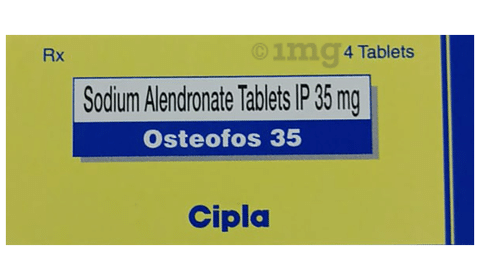 Rx
©1mg
4 Tablets
Sodium Alendronate Tablets IP 35 mg
Osteofos 35
Cipla